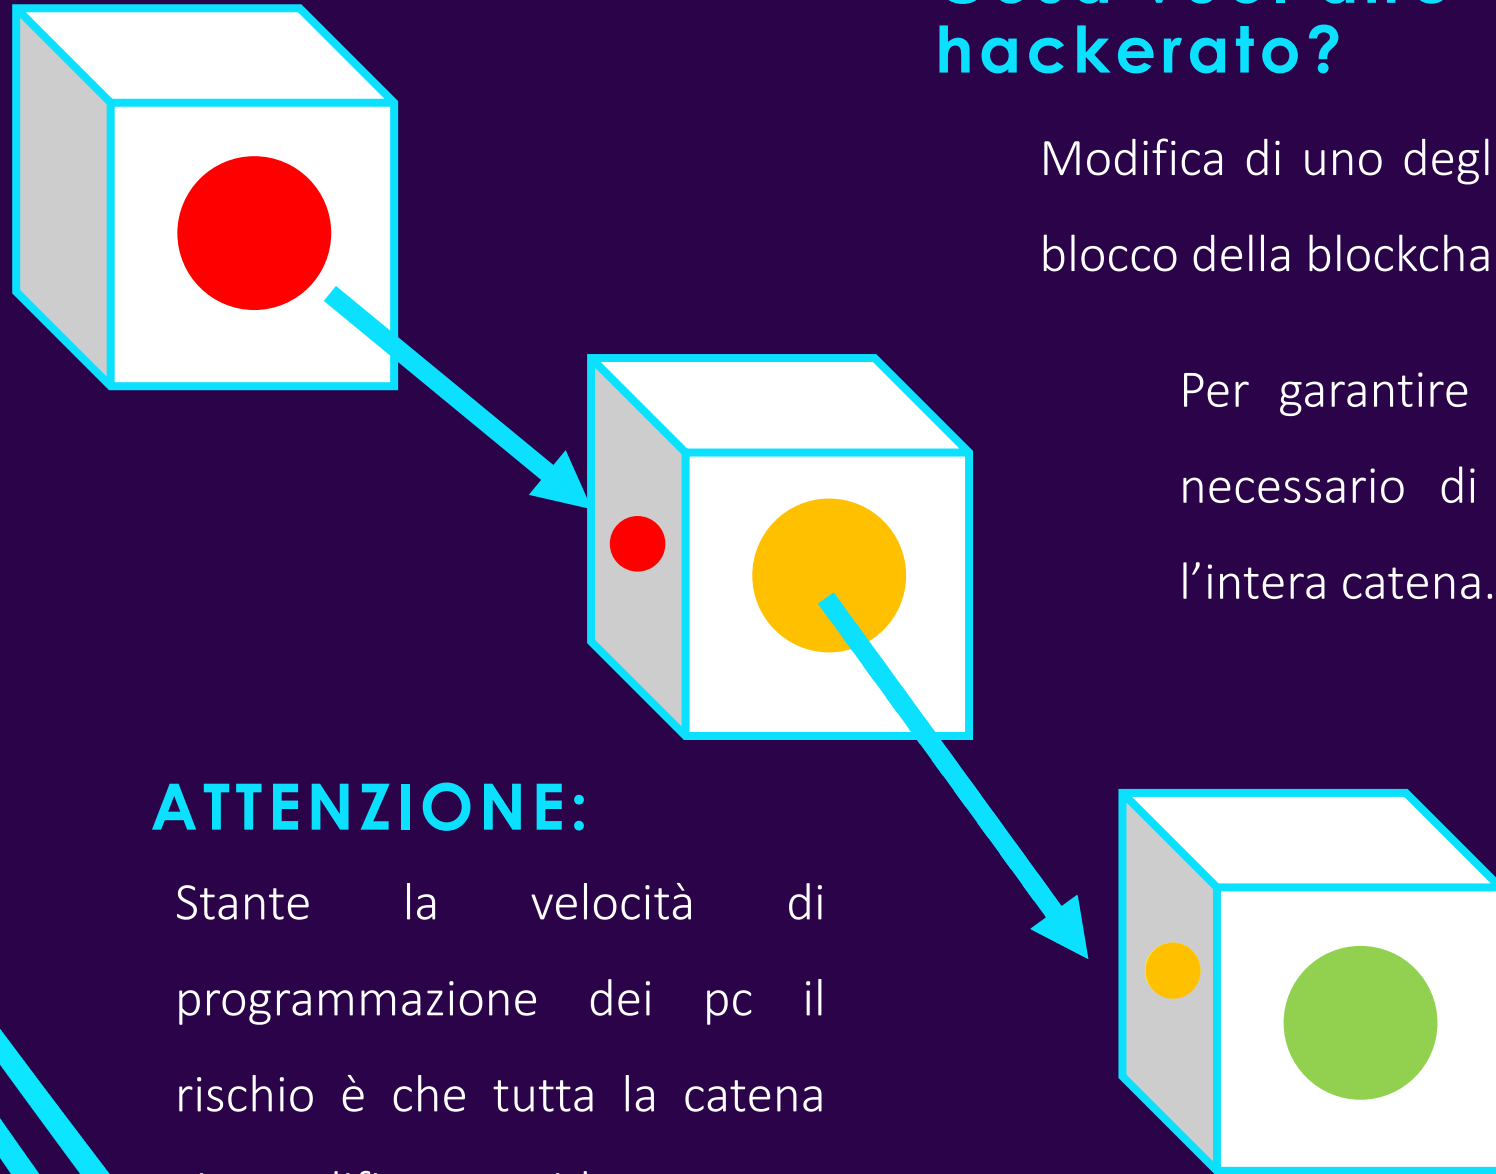 hackerato?
Modifica di uno degl
blocco della blockcha
Per garantire
necessario di
l’intera catena.
ATTENZIONE:
Stante la velocità di
programmazione dei pc il
rischio è che tutta la catena